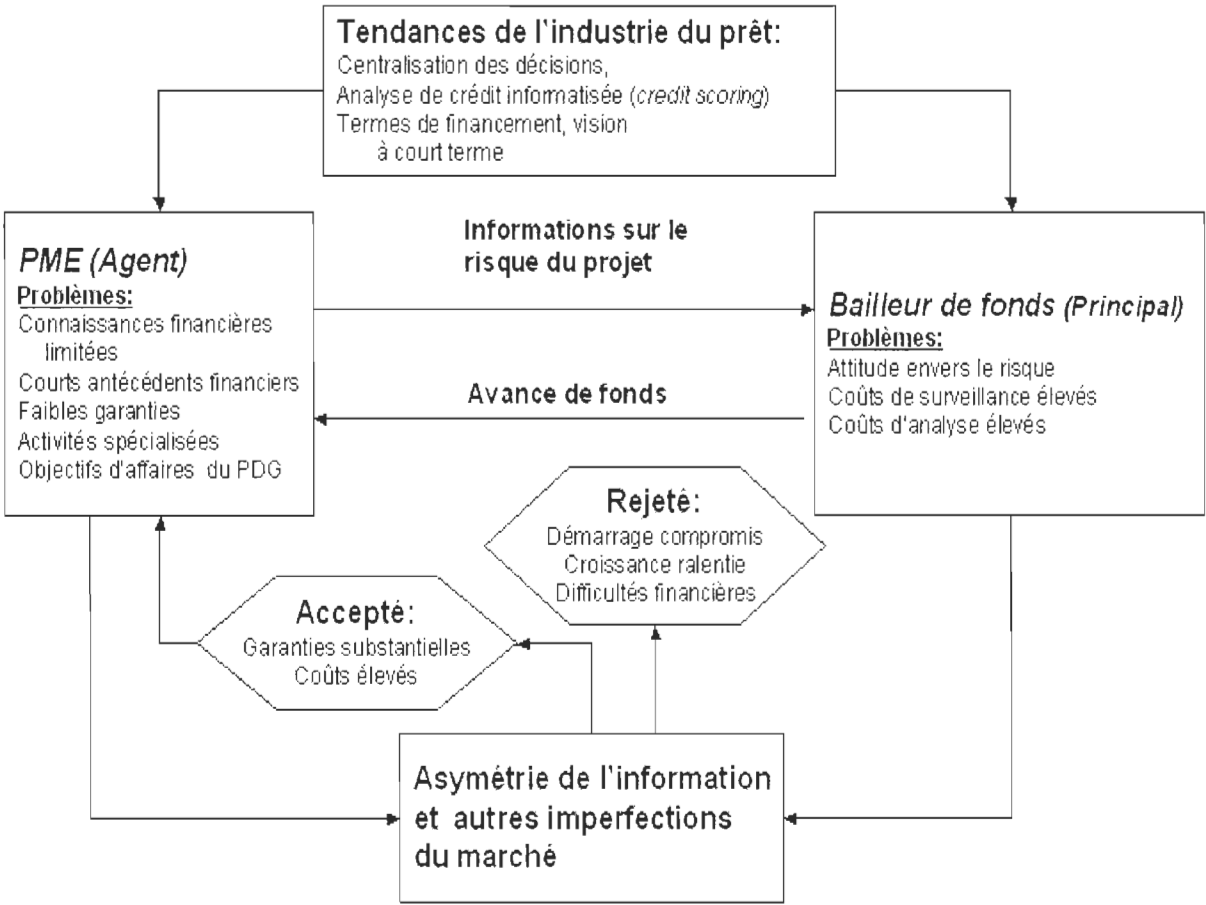 Tendances de l'industrie du prêt:
Centralisation des décisions,
Analyse de crédit informatisée (credit scoring)
Termes de financement, vision
à court terme
PME (Agent)
Problèmes:
Connaissances financières
limitées
Courts antécédents financiers
Faibles garanties
Activités spécialisées
Objectifs d'affaires du PDG
Informations sur le
risque du projet
Avance de fonds
Bailleur de fonds (Principal)
Problèmes:
Attitude envers le risque
Coûts de surveillance élevés
Coûts d'analyse élevés
Rejeté:
Démarrage compromis
Croissance ralentie
Difficultés financières
Accepté:
Garanties substantielles
Coûts élevés
Asymétrie de l'information
et autres imperfections
du marché